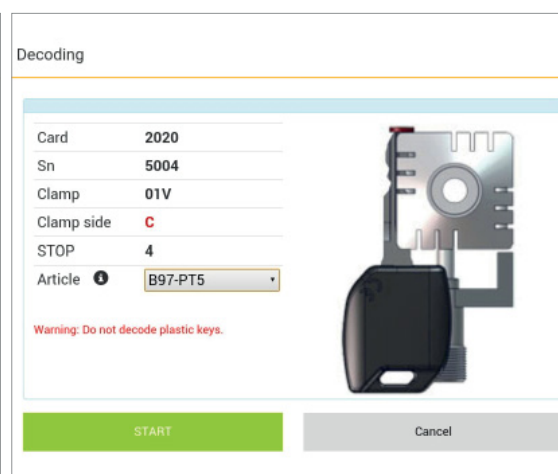 Decoding
Card 2020
Sn 5004
Clamp 01V
Clamp side C
STOP 4
Article B97-PT5
Warning: Do not decode plastic keys.
START Cancel